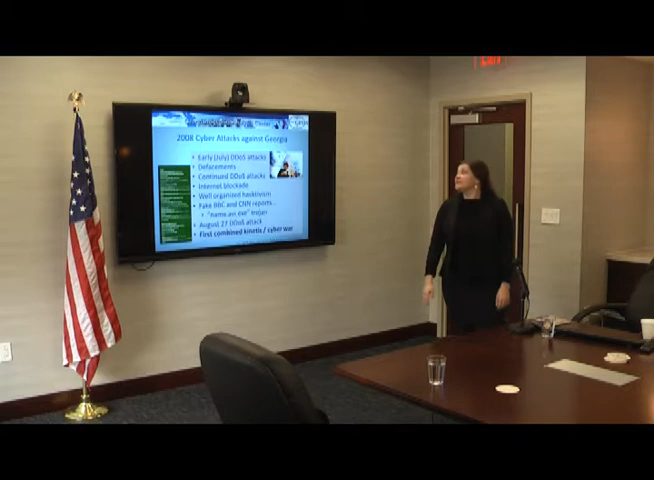 EXIT
2008 Cyber Attacks against Georgia
• Early (July) DDoS attacks
• Defacements
• Continued DDoS attacks
• Internet blockade
• Well organized hacktivism
• Fake BBC and CNN reports..
• "name.avi.exe" trojan
• August 27 DDoS attack
• First combined kinetic / cyber war